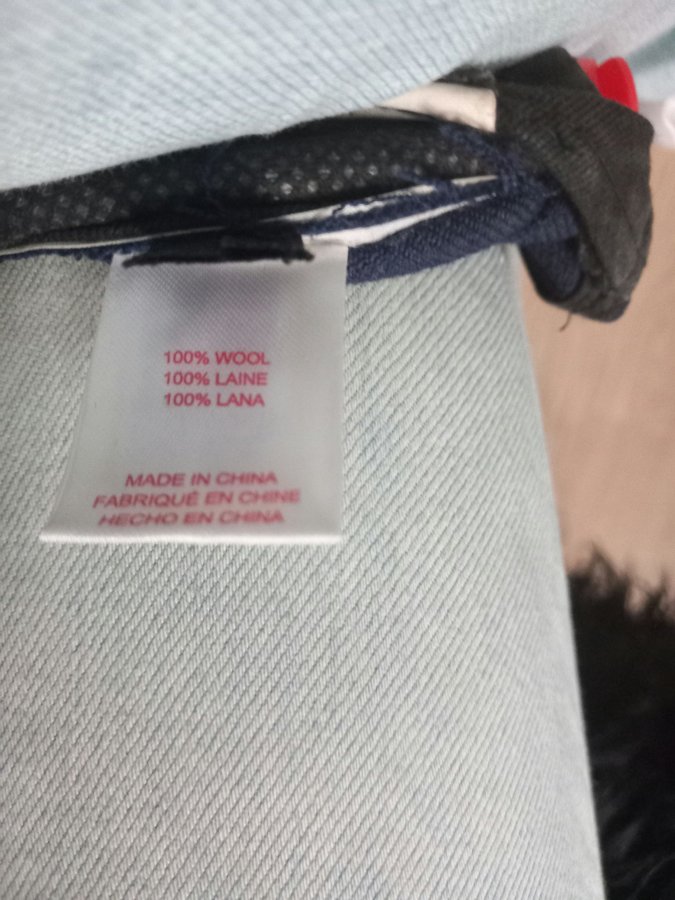 100% WOOL
100% LAINE
100% LANA
MADE IN CHINA
FABRIQUÉ EN CHINE
HECHO EN CHINA